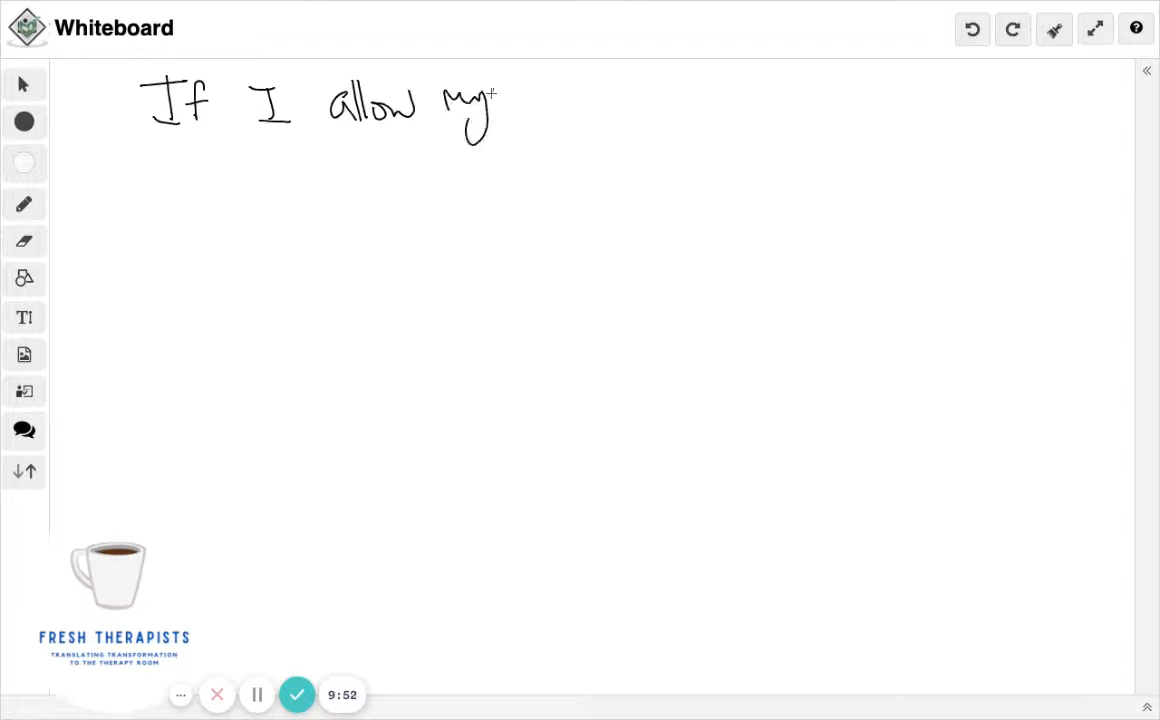 Whiteboard
If I allow my
FRESH THERAPISTS
TRANSLATING TRANSFORMATION
TO THE THERAPY ROOM
9:52